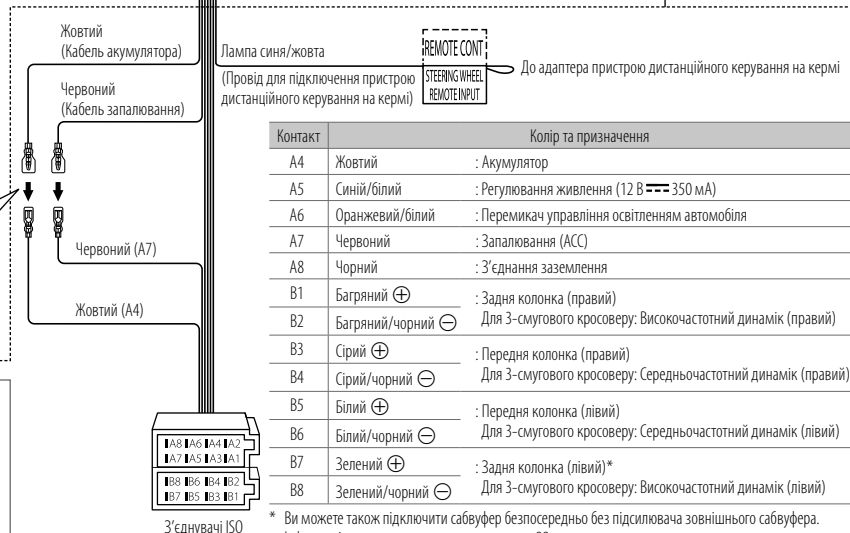 Жовтий
(Кабель акумулятора)
Червоний
(Кабель запалювання)
Лампа синя/жовта
(Провід для підключення пристрою
дистанційного керування на кермі)
REMOTE CONT
STEERING WHEEL
REMOTE INPUT
До адаптера пристрою дистанційного керування на кермі
Червоний (A7)
Жовтий (A4)
Контакт Колір та призначення
A4 Жовтий : Акумулятор
A5 Синій/білий : Регулювання живлення (12 В ⎓ 350 мА)
A6 Оранжевий/білий : Перемикач управління освітленням автомобіля
A7 Червоний : Запалювання (ACC)
A8 Чорний : З’єднання заземлення
B1 Багряний ⊕ : Задня колонка (правий)
B2 Багряний/чорний ⊖ Для 3-смугового кросоверу: Високочастотний динамік (правий)
B3 Сірий ⊕ : Передня колонка (правий)
B4 Сірий/чорний ⊖ Для 3-смугового кросоверу: Середньочастотний динамік (правий)
B5 Білий ⊕ : Передня колонка (лівий)
B6 Білий/чорний ⊖ Для 3-смугового кросоверу: Середньочастотний динамік (лівий)
B7 Зелений ⊕ : Задня колонка (лівий)*
B8 Зелений/чорний ⊖ Для 3-смугового кросоверу: Високочастотний динамік (лівий)
A8 A6 A4 A2
A7 A5 A3 A1
B8 B6 B4 B2
B7 B5 B3 B1
З’єднувачі ISO
* Ви можете також підключити сабвуфер безпосередньо без підсилювача зовнішнього сабвуфера.